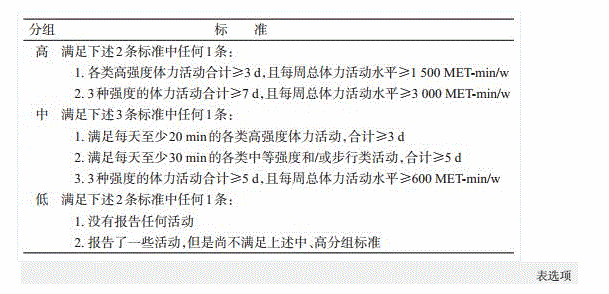 分组 标 准
高 满足下述2条标准中任何1条:
1. 各类高强度体力活动合计≥3 d,且每周总体力活动水平≥1 500 MET-min/w
2. 3种强度的体力活动合计≥7 d,且每周总体力活动水平≥3 000 MET-min/w
中 满足下述3条标准中任何1条:
1. 满足每天至少20 min的各类高强度体力活动,合计≥3 d
2. 满足每天至少30 min的各类中等强度和/或步行类活动,合计≥5 d
3. 3种强度的体力活动合计≥5 d,且每周总体力活动水平≥600 MET-min/w
低 满足下述2条标准中任何1条:
1. 没有报告任何活动
2. 报告了一些活动,但是尚不满足上述中、高分组标准
表选项